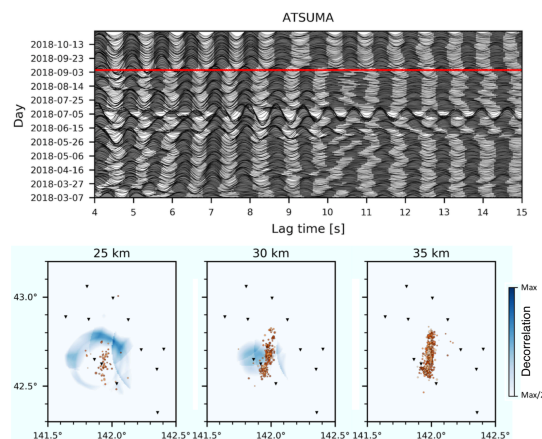 ATSUMA
2018-10-13
2018-09-23
2018-09-03
2018-08-14
2018-07-25
2018-07-05
2018-06-15
2018-05-26
2018-05-06
2018-04-16
2018-03-27
2018-03-07
Day
4 5 6 7 8 9 10 11 12 13 14 15
Lag time [s]
25 km 30 km 35 km
43.0°
42.5°
141.5° 142.0° 142.5° 141.5° 142.0° 142.5° 141.5° 142.0° 142.5°
Max
Decorrelation
Max/2